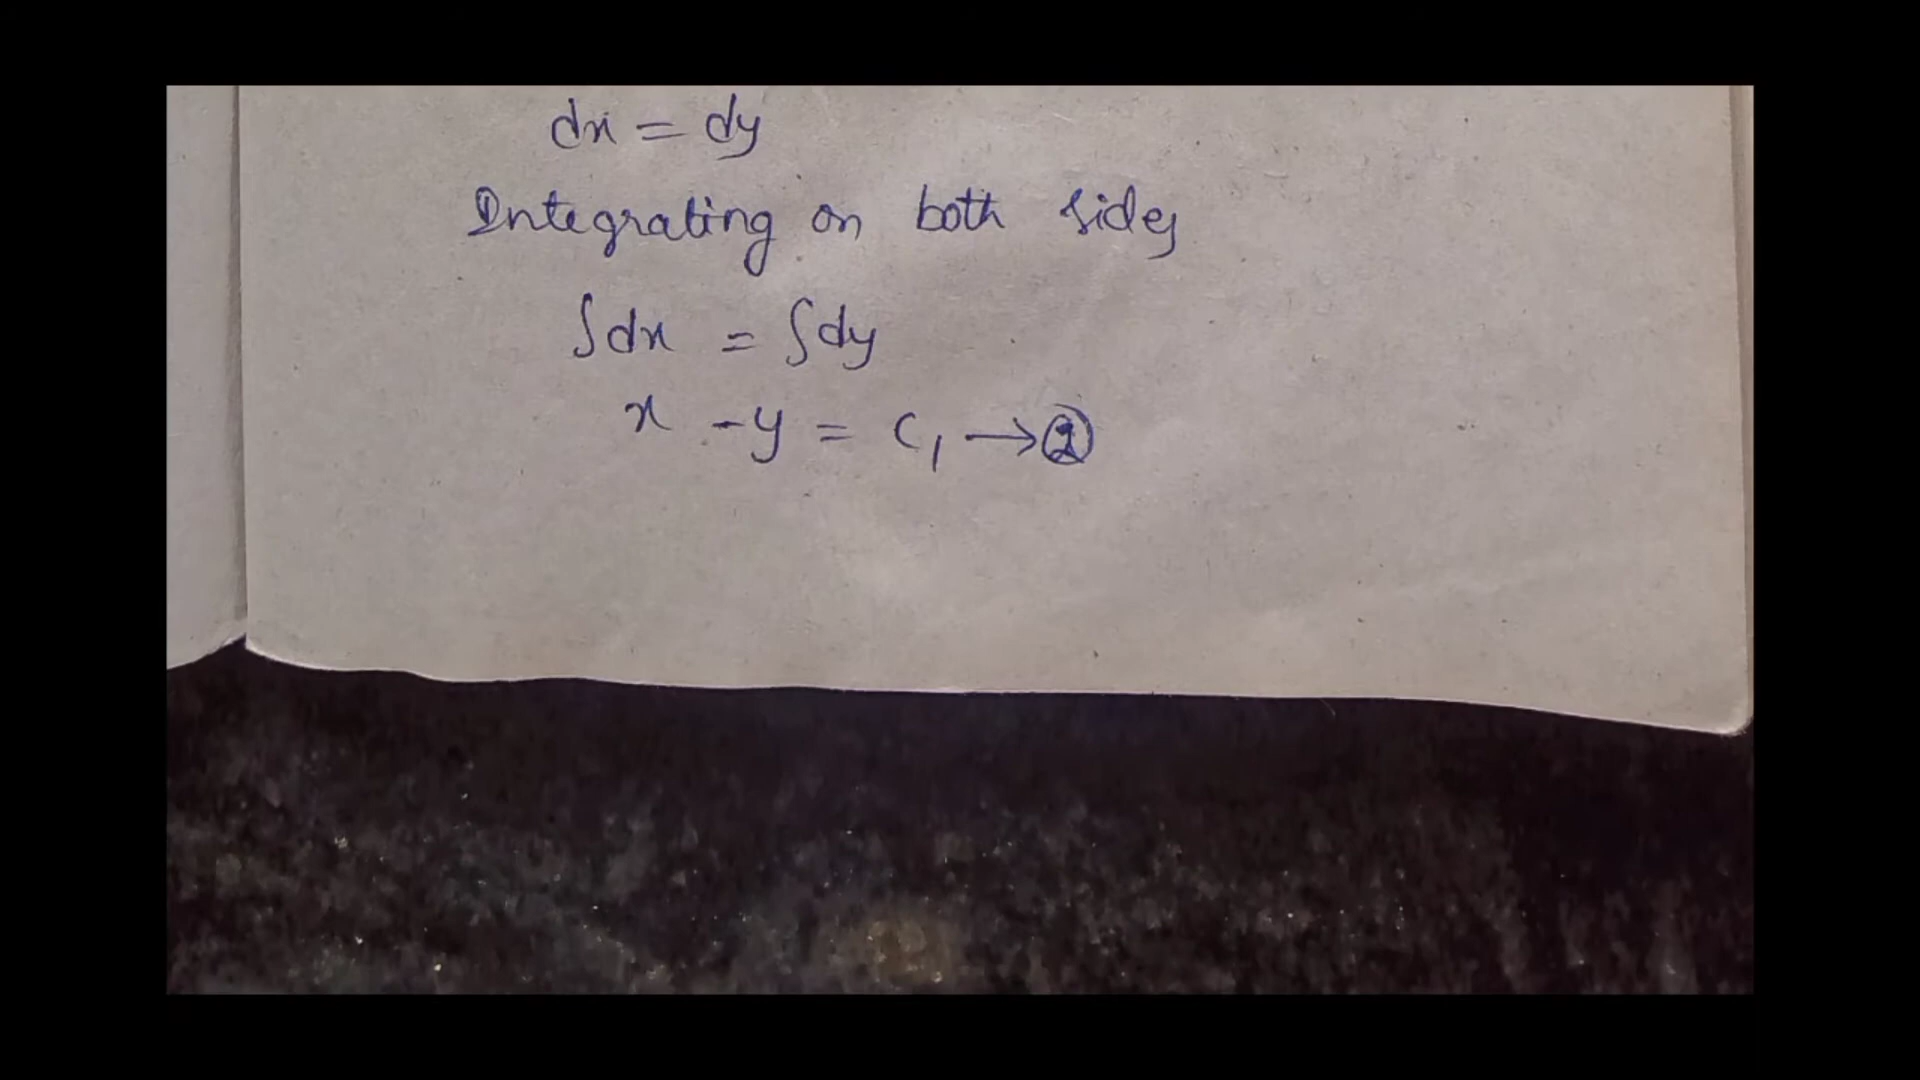 dx = dy
Integrating on both sides
∫dx = ∫dy
x - y = c₁ → ②